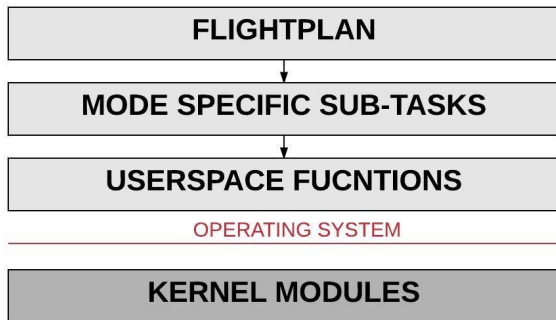 FLIGHTPLAN
MODE SPECIFIC SUB-TASKS
USERSPACE FUCNTIONS
OPERATING SYSTEM
KERNEL MODULES